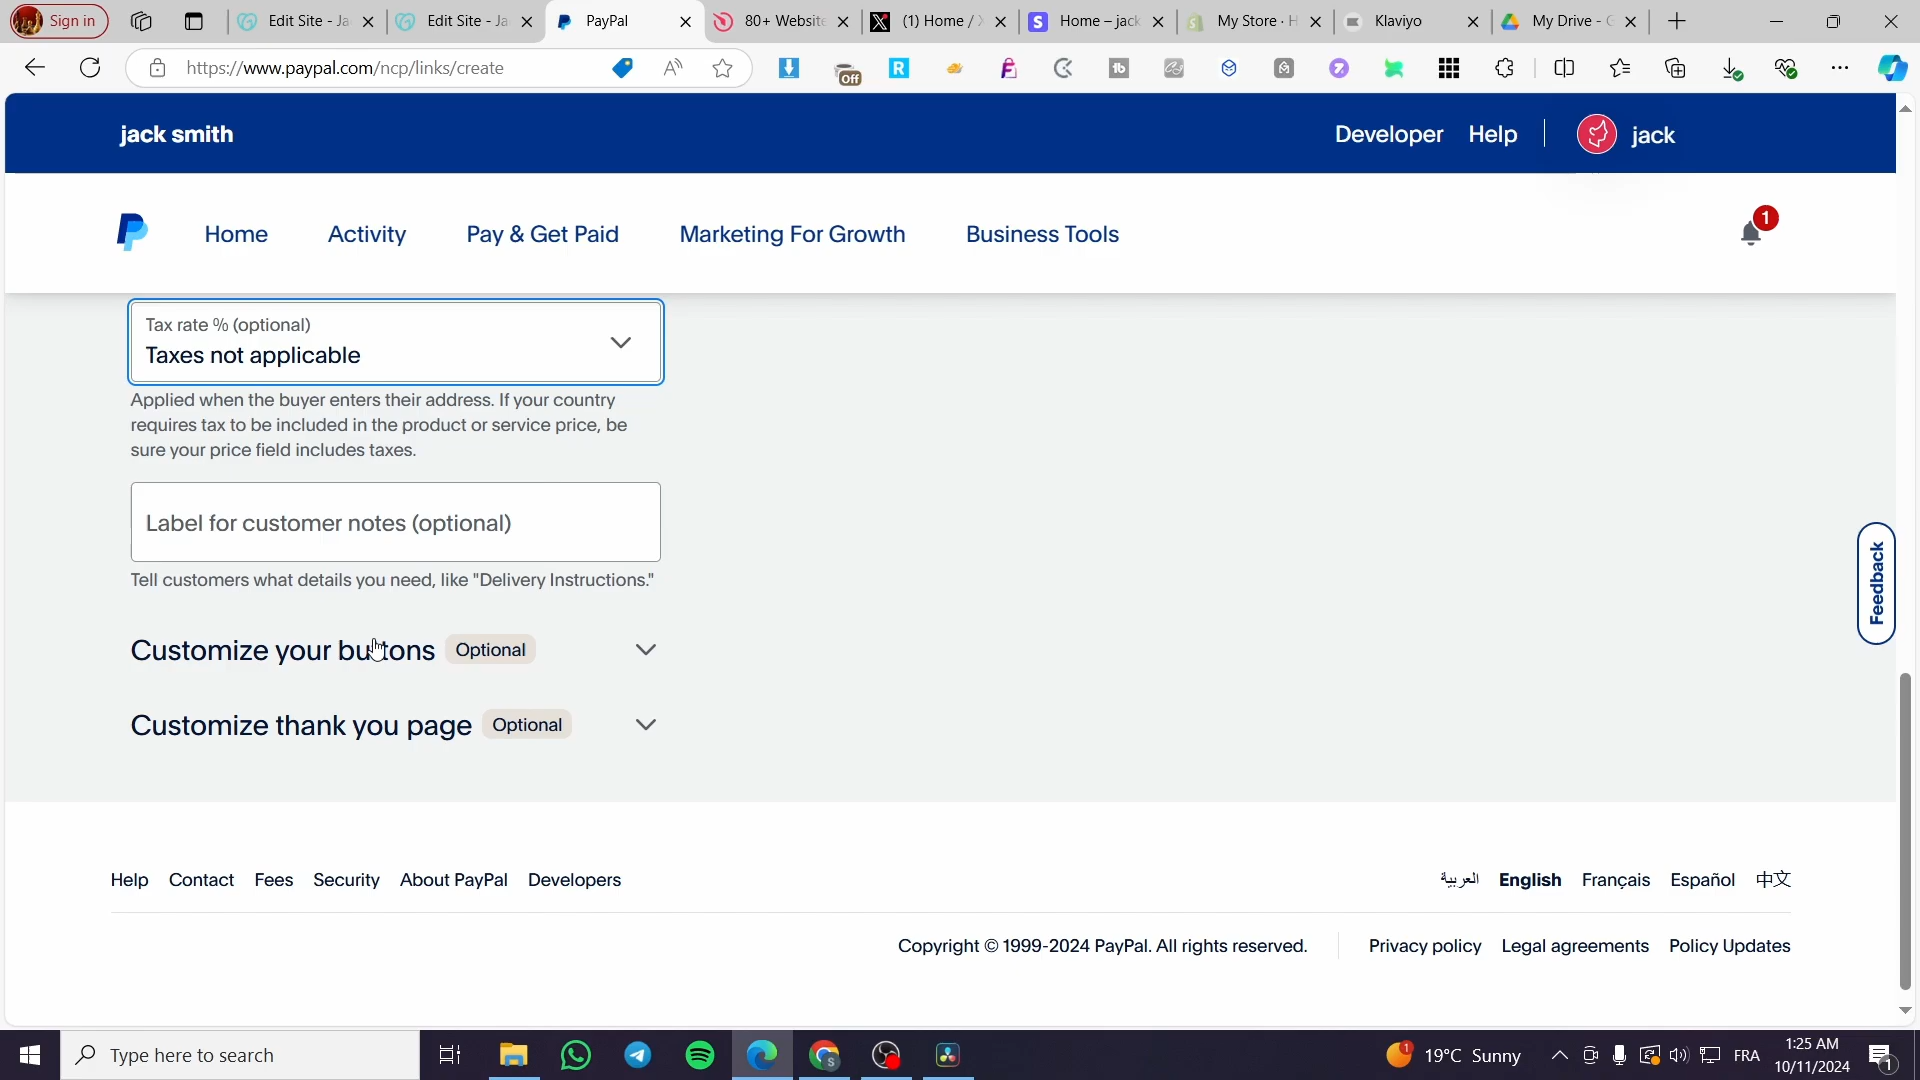 Sign in
Edit Site - Ja
Edit Site - Ja
PayPal
80+ Website
(1) Home / X
Home – jack
My Store · H
Klaviyo
My Drive - G
https://www.paypal.com/ncp/links/create
Off
jack smith
Developer
Help
jack
Home
Activity
Pay & Get Paid
Marketing For Growth
Business Tools
1
Tax rate % (optional)
Taxes not applicable
Applied when the buyer enters their address. If your country
requires tax to be included in the product or service price, be
sure your price field includes taxes.
Label for customer notes (optional)
Tell customers what details you need, like "Delivery Instructions."
Feedback
Customize your buttons Optional
Customize thank you page Optional
Help Contact Fees Security About PayPal Developers
العربية English Français Español 中文
Copyright © 1999-2024 PayPal. All rights reserved.
Privacy policy Legal agreements Policy Updates
Type here to search
19°C Sunny
FRA
1:25 AM
10/11/2024
1